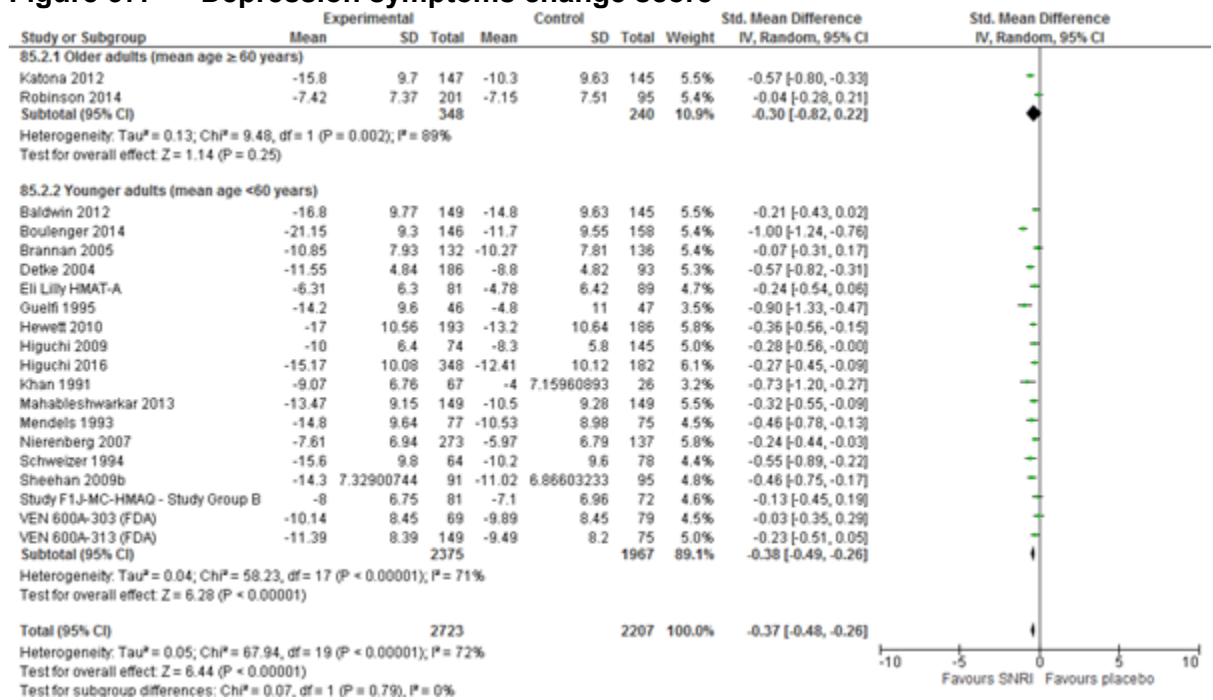 Experimental Control Std. Mean Difference Std. Mean Difference
Study or Subgroup Mean SD Total Mean SD Total Weight IV, Random, 95% CI IV, Random, 95% CI
85.2.1 Older adults (mean age ≥ 60 years)
Katona 2012 -15.8 9.7 147 -10.3 9.63 145 5.5% -0.57 [-0.80, -0.33]
Robinson 2014 -7.42 7.37 201 -7.15 7.51 95 5.4% -0.04 [-0.28, 0.21]
Subtotal (95% CI) 348 240 10.9% -0.30 [-0.82, 0.22]
Heterogeneity: Tau² = 0.13; Chi² = 9.48, df = 1 (P = 0.002); I² = 89%
Test for overall effect: Z = 1.14 (P = 0.25)
85.2.2 Younger adults (mean age <60 years)
Baldwin 2012 -16.8 9.77 149 -14.8 9.63 145 5.5% -0.21 [-0.43, 0.02]
Boulenger 2014 -21.15 9.3 146 -11.7 9.55 158 5.4% -1.00 [-1.24, -0.76]
Brannan 2005 -10.85 7.93 132 -10.27 7.81 136 5.4% -0.07 [-0.31, 0.17]
Detke 2004 -11.55 4.84 186 -8.8 4.82 93 5.3% -0.57 [-0.82, -0.31]
Eli Lilly HMAT-A -6.31 6.3 81 -4.78 6.42 89 4.7% -0.24 [-0.54, 0.06]
Guelfi 1995 -14.2 9.6 46 -4.8 11 47 3.5% -0.90 [-1.33, -0.47]
Hewett 2010 -17 10.56 193 -13.2 10.64 186 5.8% -0.36 [-0.56, -0.15]
Higuchi 2009 -10 6.4 74 -8.3 5.8 145 5.0% -0.28 [-0.56, -0.00]
Higuchi 2016 -15.17 10.08 348 -12.41 10.12 182 6.1% -0.27 [-0.45, -0.09]
Khan 1991 -9.07 6.76 67 -4 7.15960893 26 3.2% -0.73 [-1.20, -0.27]
Mahableshwarkar 2013 -13.47 9.15 149 -10.5 9.28 149 5.5% -0.32 [-0.55, -0.09]
Mendels 1993 -14.8 9.64 77 -10.53 8.98 75 4.5% -0.46 [-0.78, -0.13]
Nierenberg 2007 -7.61 6.94 273 -5.97 6.79 137 5.8% -0.24 [-0.44, -0.03]
Schweizer 1994 -15.6 9.8 64 -10.2 9.6 78 4.4% -0.55 [-0.89, -0.22]
Sheehan 2009b -14.3 7.32900744 91 -11.02 6.86603233 95 4.8% -0.46 [-0.75, -0.17]
Study F1J-MC-HMAQ - Study Group B -8 6.75 81 -7.1 6.96 72 4.6% -0.13 [-0.45, 0.19]
VEN 600A-303 (FDA) -10.14 8.45 69 -9.89 8.45 79 4.5% -0.03 [-0.35, 0.29]
VEN 600A-313 (FDA) -11.39 8.39 149 -9.49 8.2 75 5.0% -0.23 [-0.51, 0.05]
Subtotal (95% CI) 2375 1967 89.1% -0.38 [-0.49, -0.26]
Heterogeneity: Tau² = 0.04; Chi² = 58.23, df = 17 (P < 0.00001); I² = 71%
Test for overall effect: Z = 6.28 (P < 0.00001)
Total (95% CI) 2723 2207 100.0% -0.37 [-0.48, -0.26]
Heterogeneity: Tau² = 0.05; Chi² = 67.94, df = 19 (P < 0.00001); I² = 72%
Test for overall effect: Z = 6.44 (P < 0.00001)
Test for subgroup differences: Chi² = 0.07, df = 1 (P = 0.79), I² = 0%
-10 -5 0 5 10
Favours SNRI Favours placebo